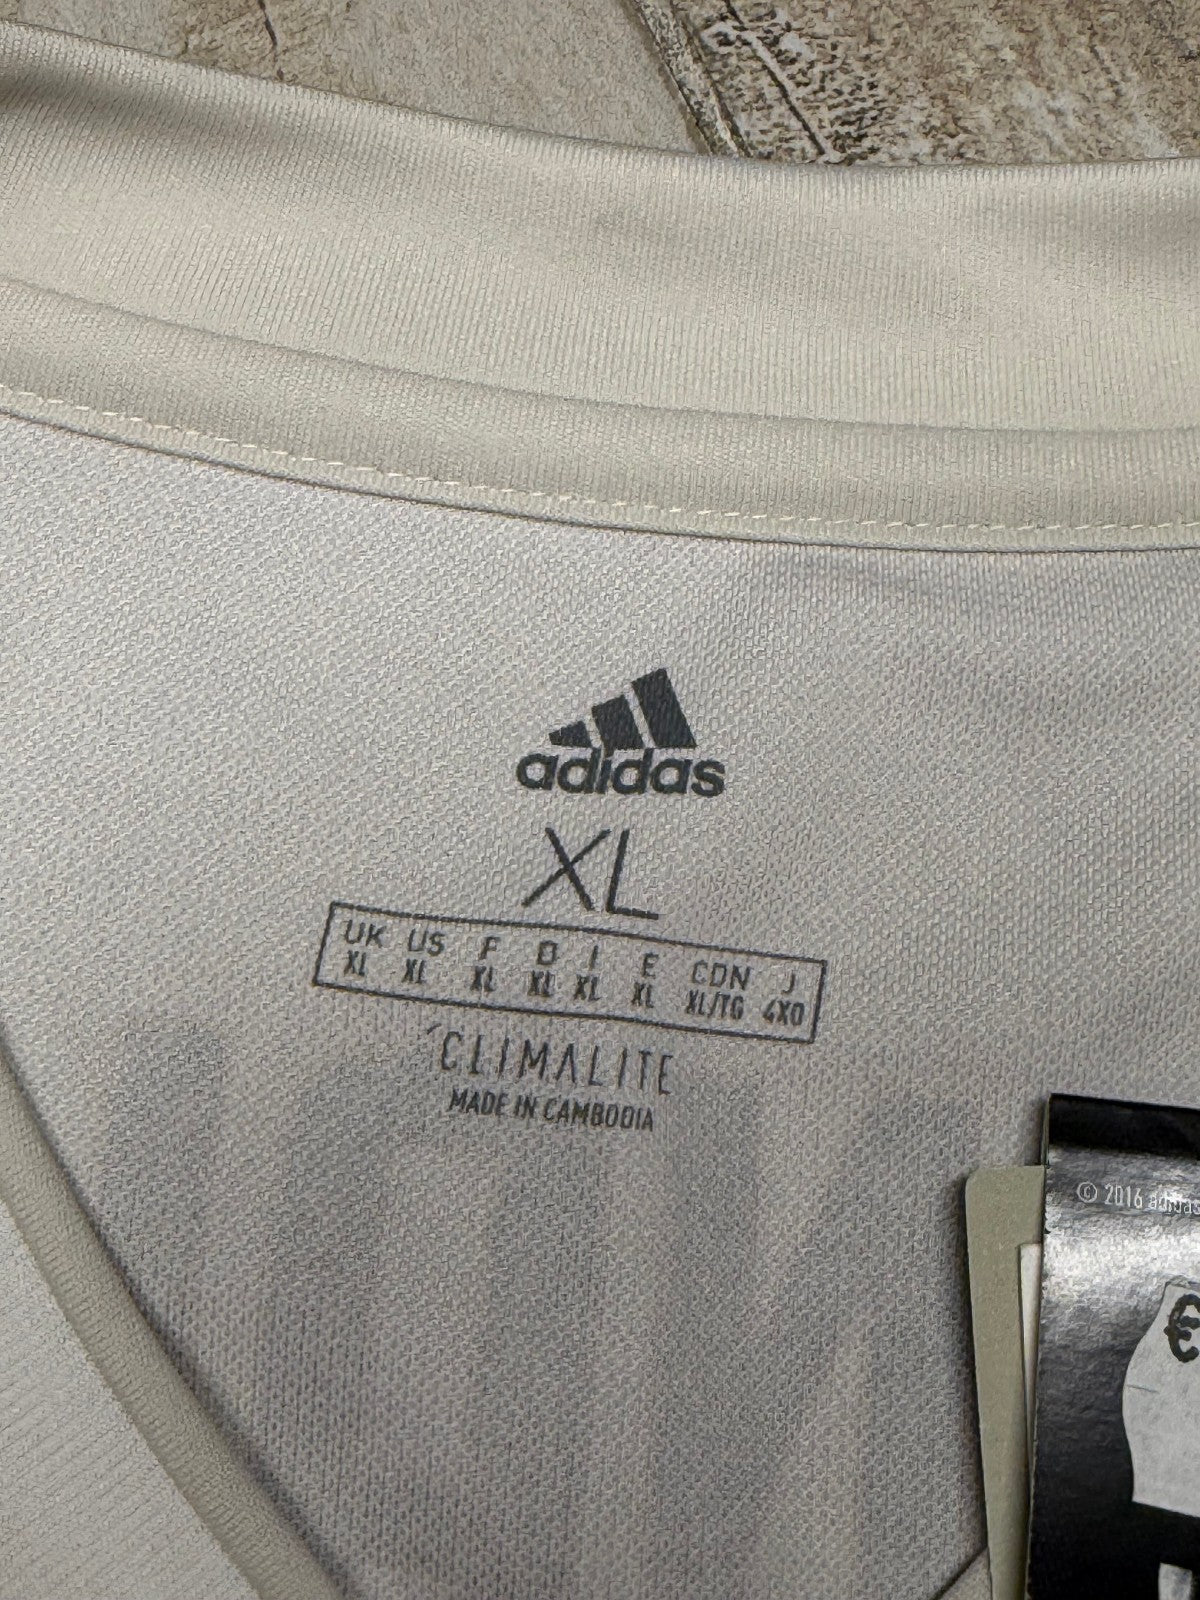 adidas
XL
UK US F D I E CDN J
XL XL XL XL XL XL XL/TG 4XO
CLIMALITE
MADE IN CAMBODIA
© 2016 adidas
€